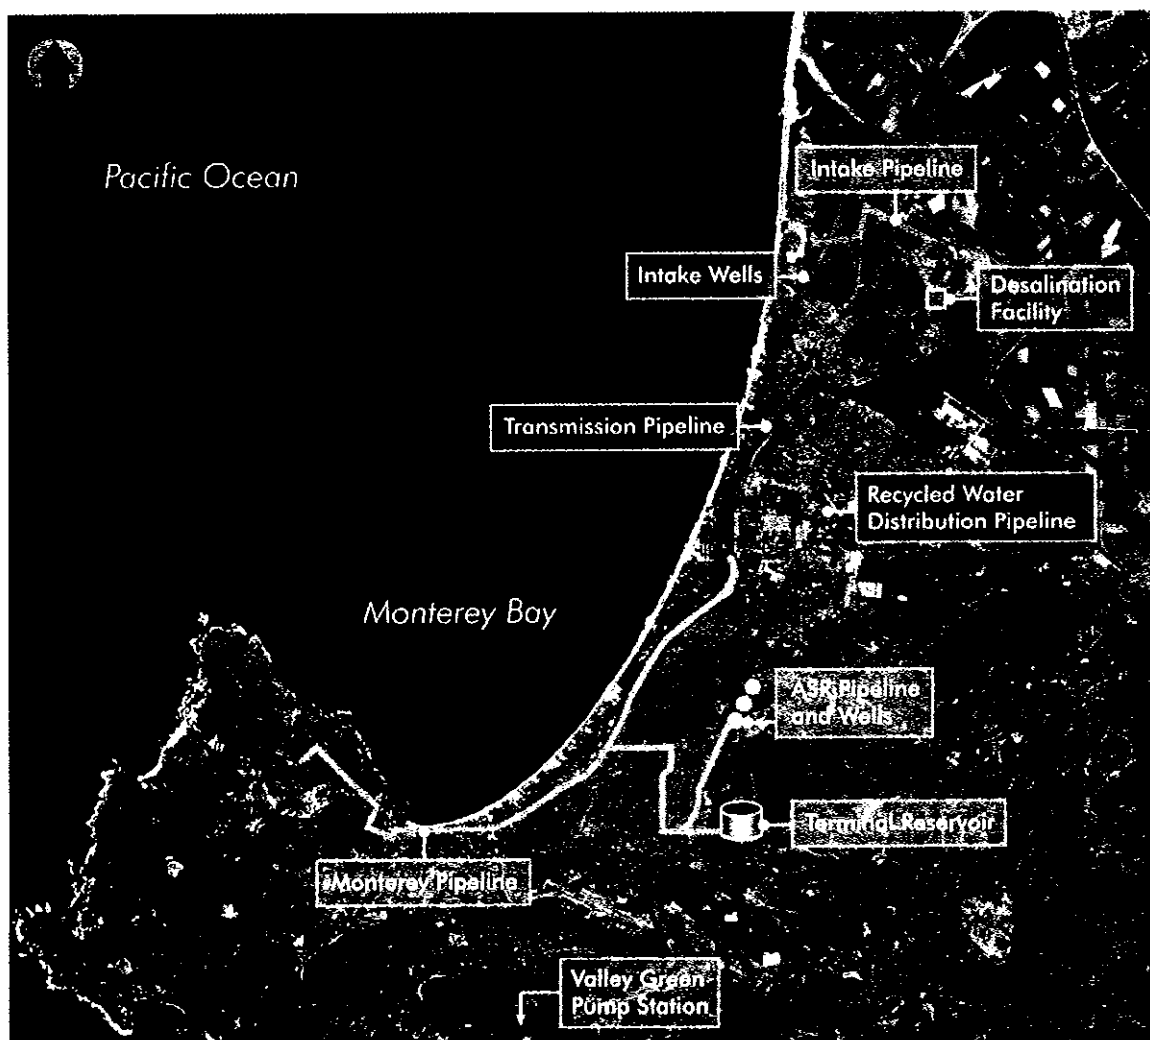 Pacific Ocean
Intake Pipeline
Intake Wells
Desalination
Facility
Transmission Pipeline
Recycled Water
Distribution Pipeline
Monterey Bay
ASR Pipeline
and Wells
Terminal Reservoir
Monterey Pipeline
Valley Green
Pump Station